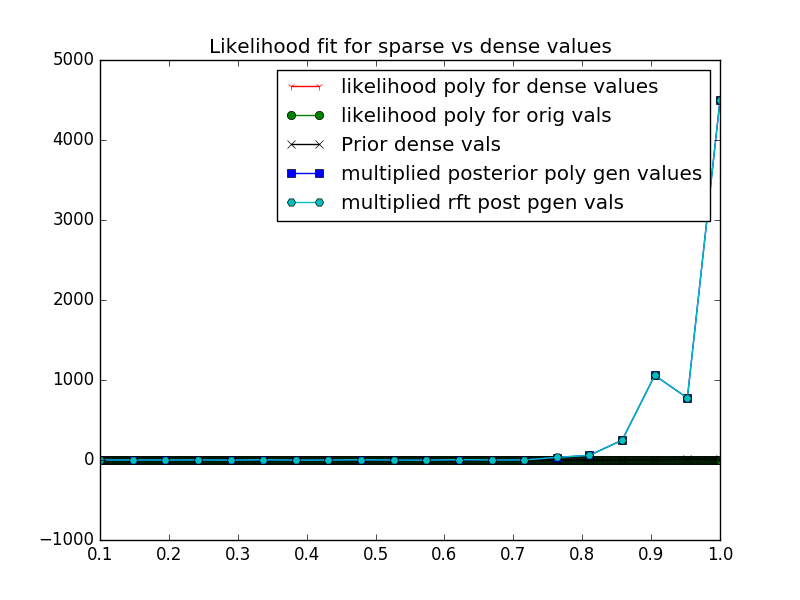 Likelihood fit for sparse vs dense values
5000
4000
3000
2000
1000
0
−1000
likelihood poly for dense values
likelihood poly for orig vals
Prior dense vals
multiplied posterior poly gen values
multiplied rft post pgen vals
0.1 0.2 0.3 0.4 0.5 0.6 0.7 0.8 0.9 1.0